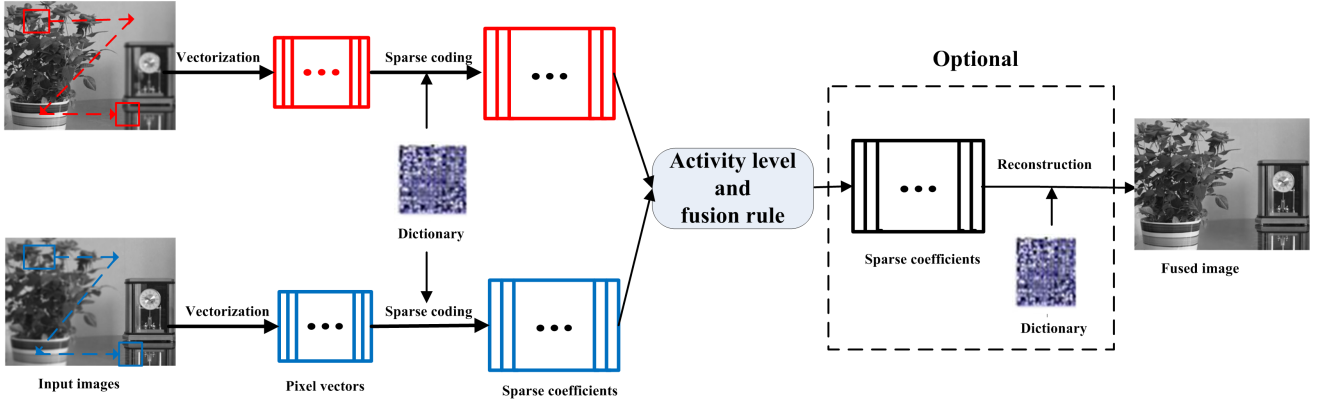 Vectorization
Sparse coding
Dictionary
Vectorization
Sparse coding
Input images
Pixel vectors
Sparse coefficients
Activity level
and
fusion rule
Optional
Sparse coefficients
Reconstruction
Dictionary
Fused image